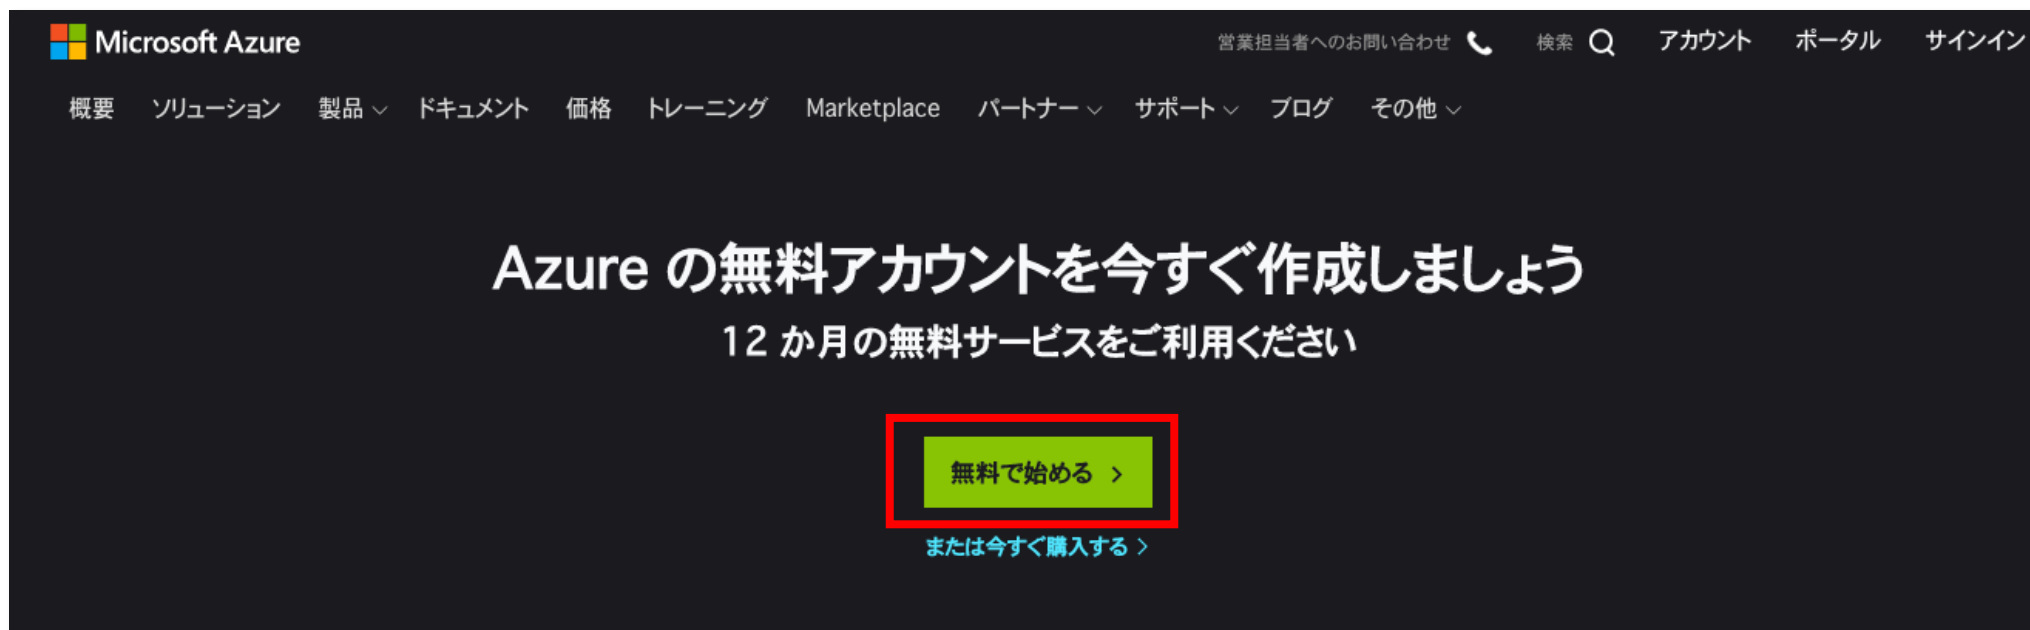 Microsoft Azure
営業担当者へのお問い合わせ 検索 アカウント ポータル サインイン
概要 ソリューション 製品 ドキュメント 価格 トレーニング Marketplace パートナー サポート ブログ その他
Azure の無料アカウントを今すぐ作成しましょう
12 か月の無料サービスをご利用ください
無料で始める >
または今すぐ購入する >